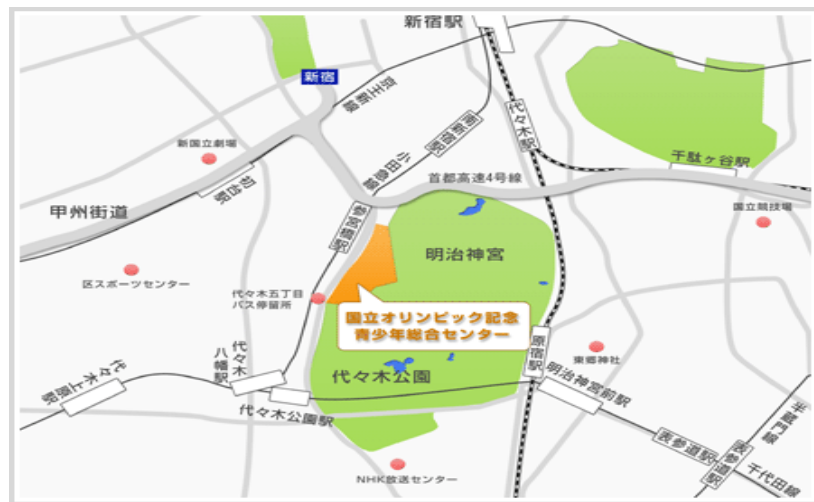 新宿駅
新宿
京王新線
代々木駅
南新宿駅
新国立劇場
小田急線
千駄ヶ谷駅
初台駅
首都高速4号線
甲州街道
参宮橋駅
国立競技場
明治神宮
区スポーツセンター
代々木五丁目
バス停留所
国立オリンピック記念
青少年総合センター
原宿駅
東郷神社
代々木
八幡駅
代々木上原駅
代々木公園
明治神宮前駅
代々木公園駅
半蔵門線
表参道駅
表参道駅
千代田線
NHK放送センター